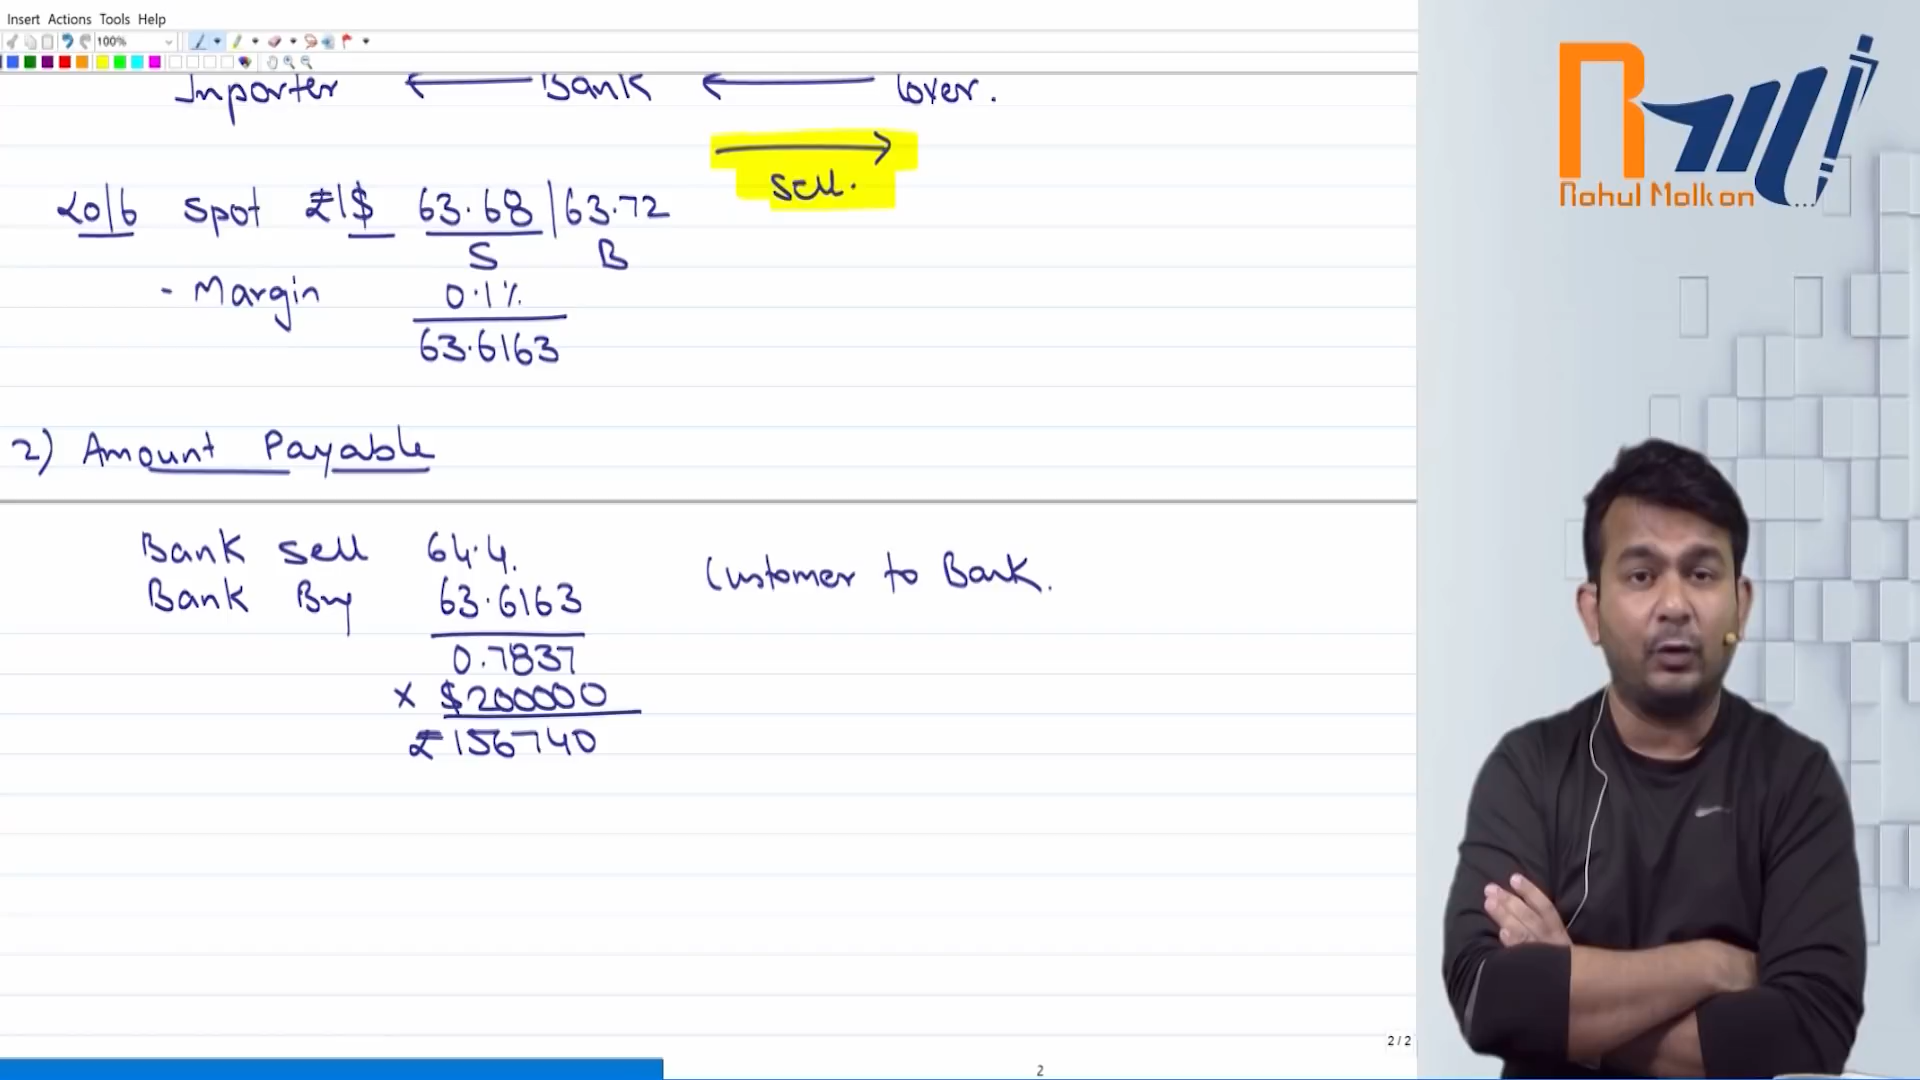 Insert Actions Tools Help
100%
Importer ← Bank ← Cover.
→
Sell.
20/6 Spot ₹/$ 63.68/63.72
S B
- Margin 0.1%
63.6163
2) Amount Payable
Bank sell 64.4.
Bank Buy 63.6163
Customer to Bank.
0.7837
× $200000
₹156740
2 / 2
2
Rahul Malkan